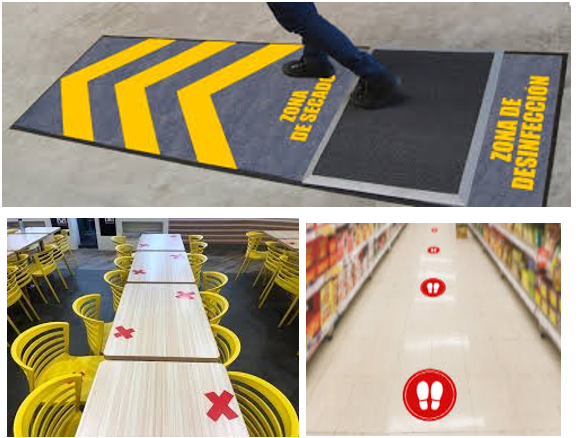 ZONA
DE SECADO
ZONA DE
DESINFECCIÓN